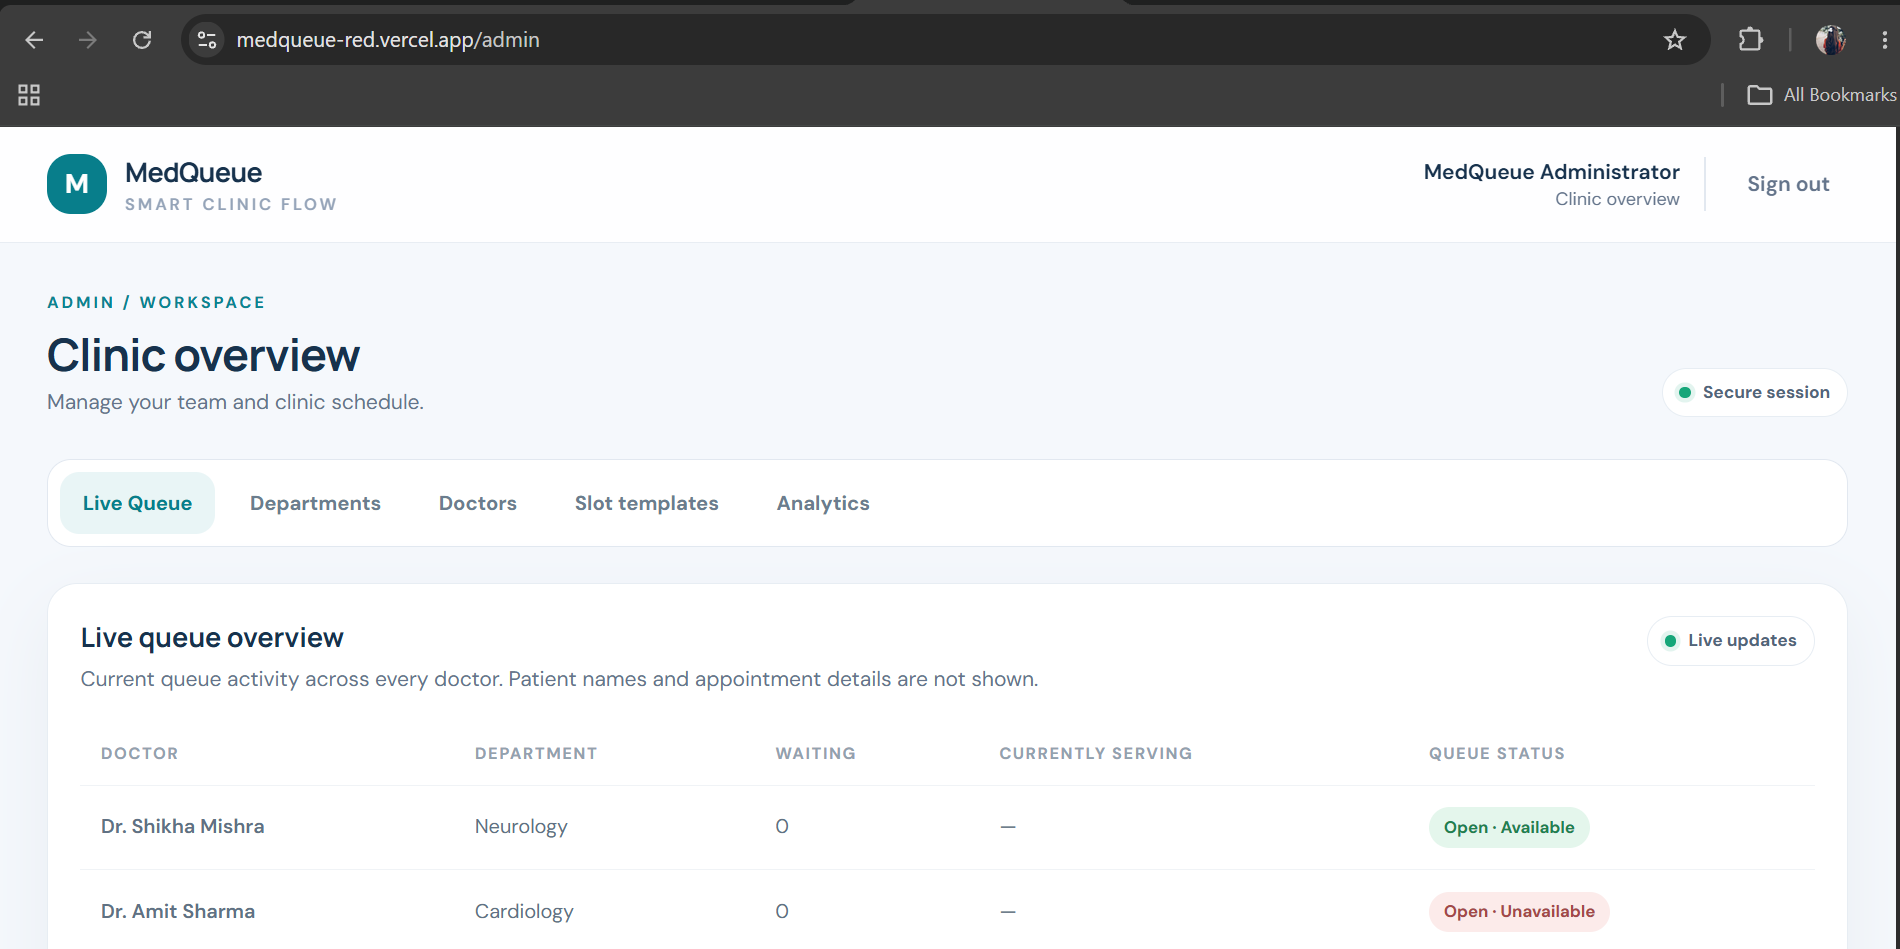 medqueue-red.vercel.app/admin
All Bookmarks
M
MedQueue
SMART CLINIC FLOW
MedQueue Administrator
Clinic overview
Sign out
ADMIN / WORKSPACE
Clinic overview
Manage your team and clinic schedule.
Secure session
Live Queue Departments Doctors Slot templates Analytics
Live queue overview
Live updates
Current queue activity across every doctor. Patient names and appointment details are not shown.
DOCTOR DEPARTMENT WAITING CURRENTLY SERVING QUEUE STATUS
Dr. Shikha Mishra Neurology 0 — Open · Available
Dr. Amit Sharma Cardiology 0 — Open · Unavailable